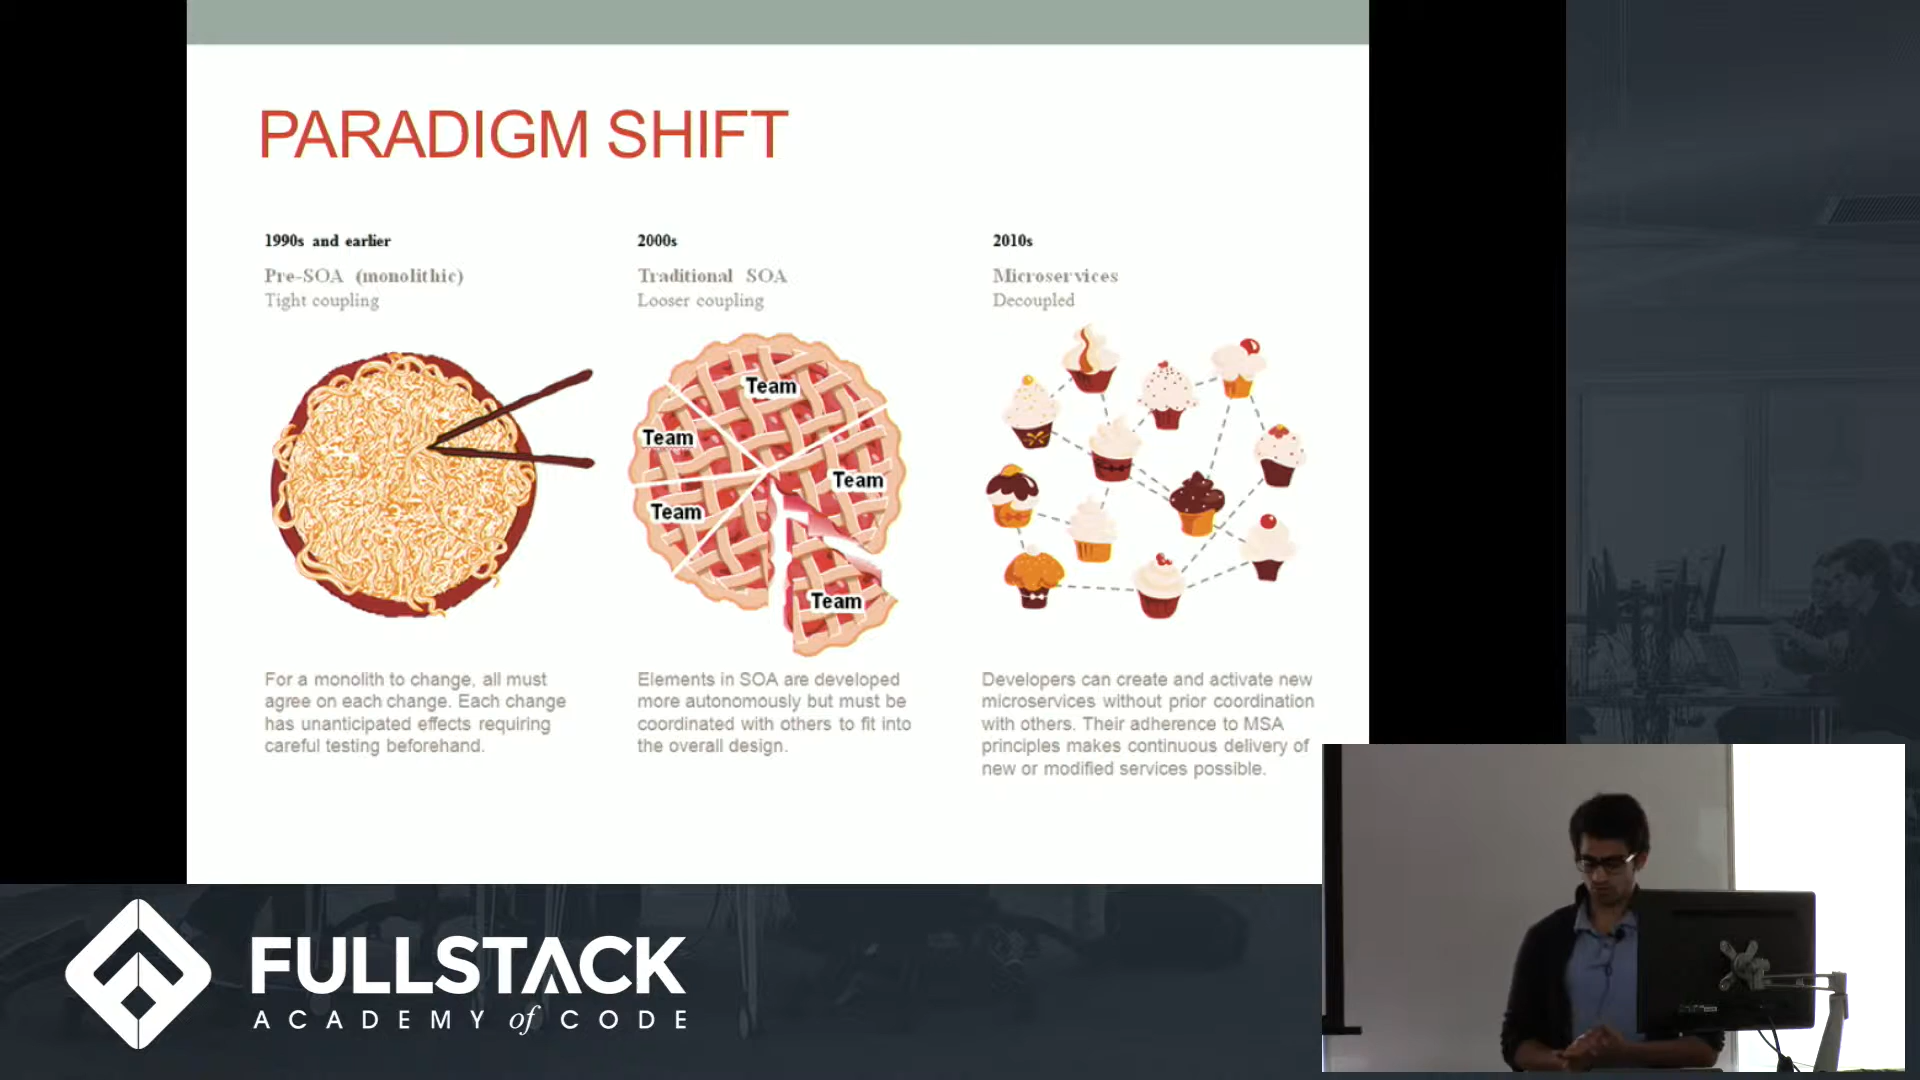 PARADIGM SHIFT
1990s and earlier
Pre-SOA (monolithic)
Tight coupling
2000s
Traditional SOA
Looser coupling
2010s
Microservices
Decoupled
Team
Team
Team
Team
Team
For a monolith to change, all must
agree on each change. Each change
has unanticipated effects requiring
careful testing beforehand.
Elements in SOA are developed
more autonomously but must be
coordinated with others to fit into
the overall design.
Developers can create and activate new
microservices without prior coordination
with others. Their adherence to MSA
principles makes continuous delivery of
new or modified services possible.
FULLSTACK
ACADEMY of CODE